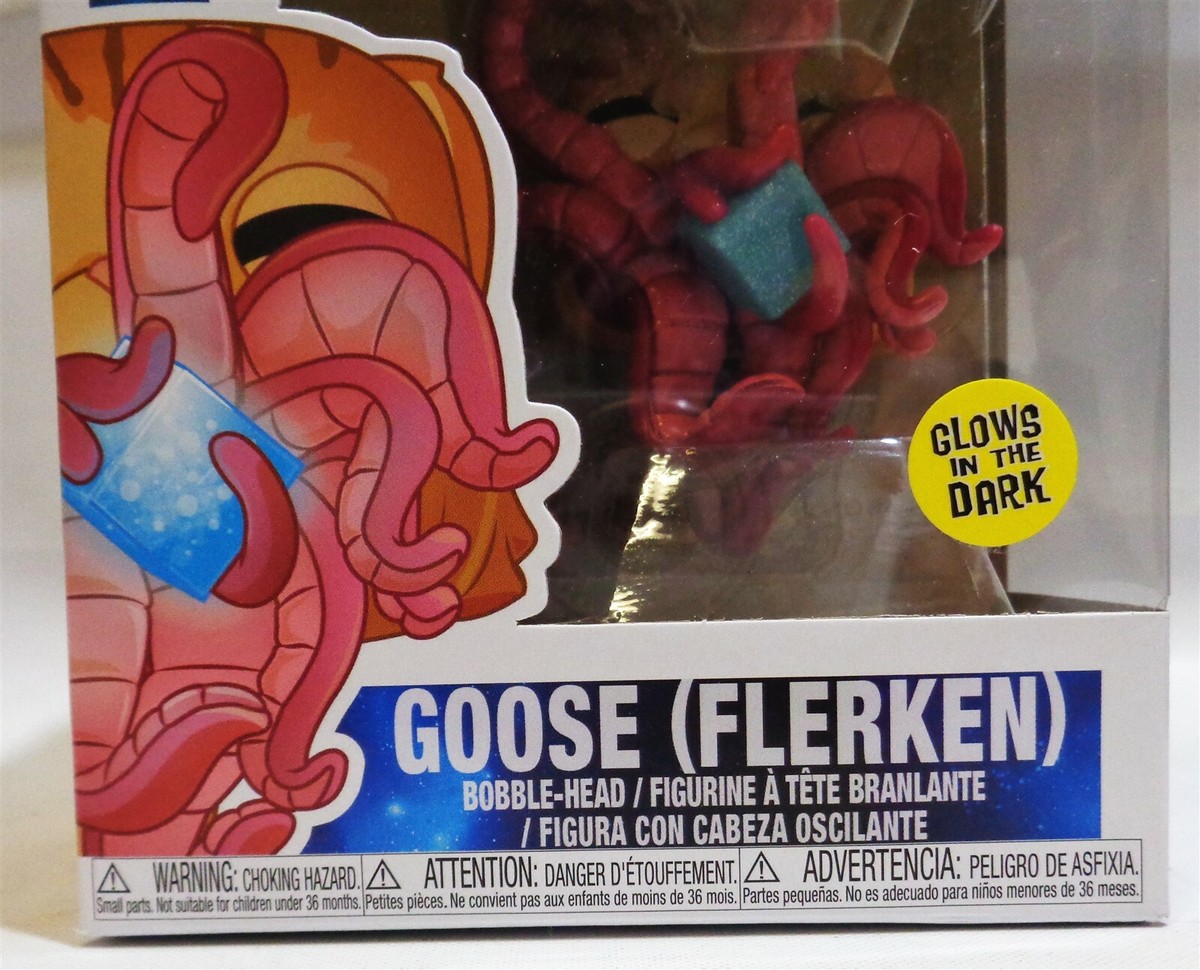 GLOWS
IN THE
DARK
GOOSE (FLERKEN)
BOBBLE-HEAD / FIGURINE À TÊTE BRANLANTE
/ FIGURA CON CABEZA OSCILANTE
WARNING: CHOKING HAZARD.
Small parts. Not suitable for children under 36 months.
ATTENTION: DANGER D'ÉTOUFFEMENT.
Petites pièces. Ne convient pas aux enfants de moins de 36 mois.
ADVERTENCIA: PELIGRO DE ASFIXIA.
Partes pequeñas. No es adecuado para niños menores de 36 meses.